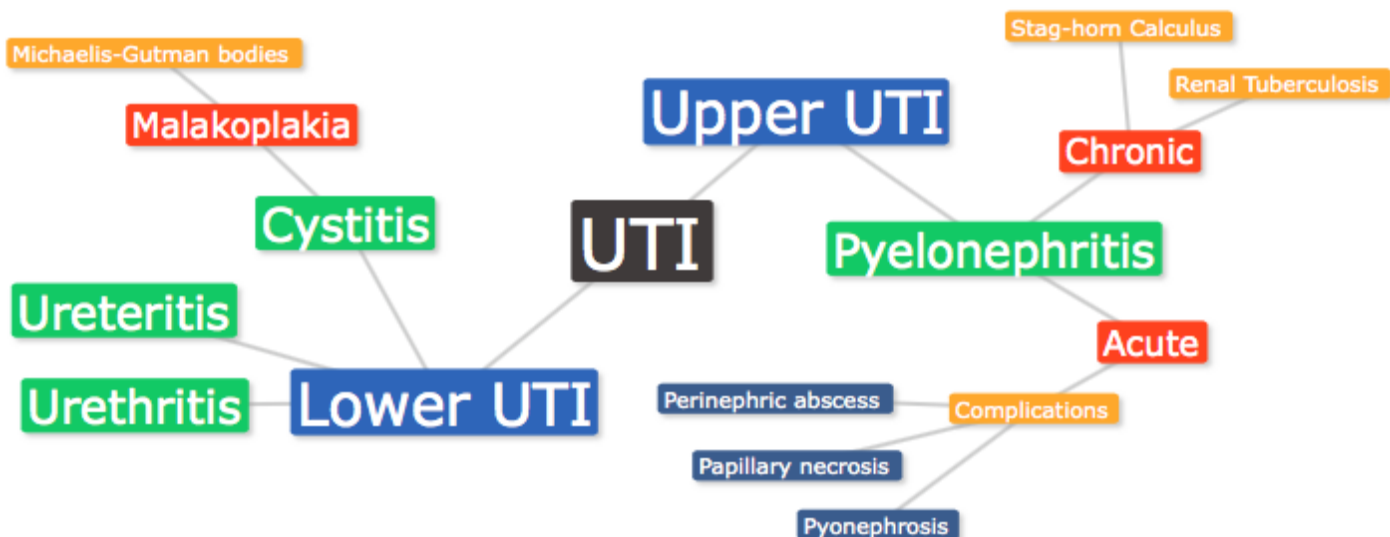 Stag-horn Calculus
Michaelis-Gutman bodies
Renal Tuberculosis
Upper UTI
Malakoplakia
Chronic
Cystitis
UTI
Pyelonephritis
Ureteritis
Acute
Urethritis
Lower UTI
Perinephric abscess
Complications
Papillary necrosis
Pyonephrosis